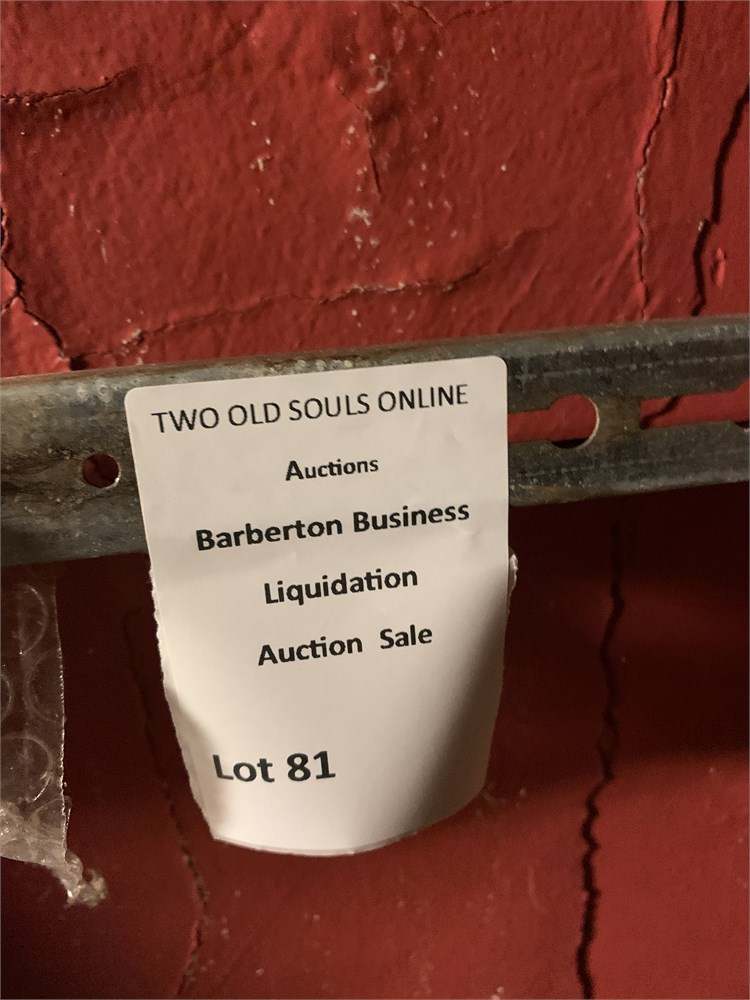 TWO OLD SOULS ONLINE
Auctions
Barberton Business
Liquidation
Auction Sale
Lot 81